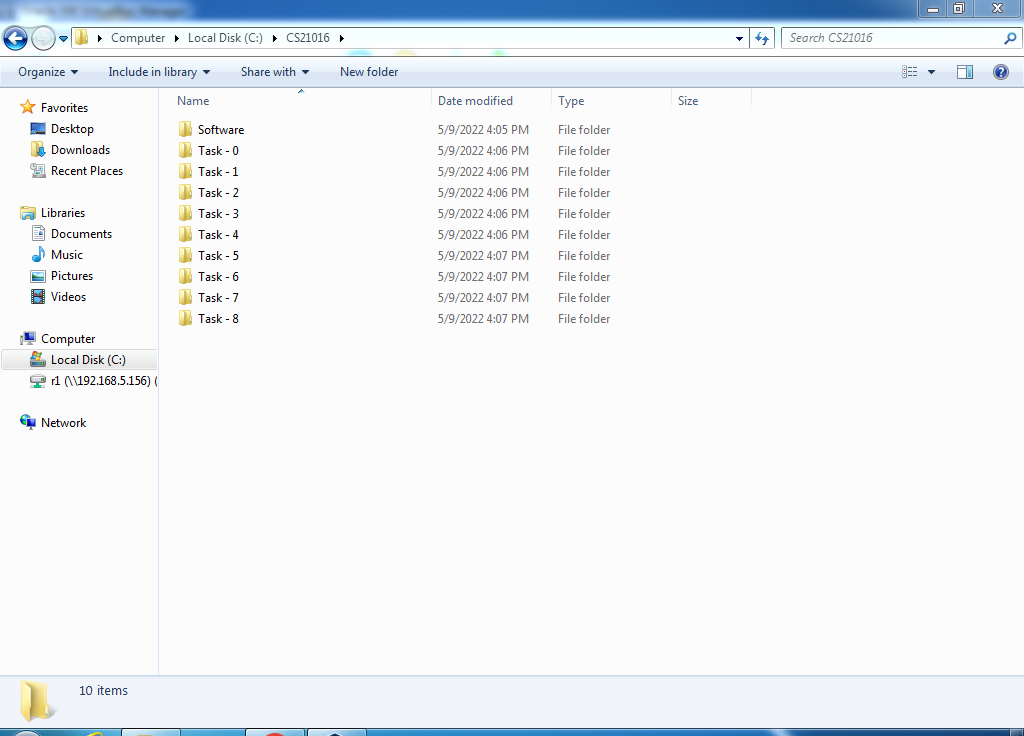 Computer Local Disk (C:) CS21016 Search CS21016
Organize Include in library Share with New folder
Favorites
Desktop
Downloads
Recent Places
Libraries
Documents
Music
Pictures
Videos
Computer
Local Disk (C:)
r1 (\\192.168.5.156) (
Network
Name Date modified Type Size
Software 5/9/2022 4:05 PM File folder
Task - 0 5/9/2022 4:06 PM File folder
Task - 1 5/9/2022 4:06 PM File folder
Task - 2 5/9/2022 4:06 PM File folder
Task - 3 5/9/2022 4:06 PM File folder
Task - 4 5/9/2022 4:06 PM File folder
Task - 5 5/9/2022 4:07 PM File folder
Task - 6 5/9/2022 4:07 PM File folder
Task - 7 5/9/2022 4:07 PM File folder
Task - 8 5/9/2022 4:07 PM File folder
10 items